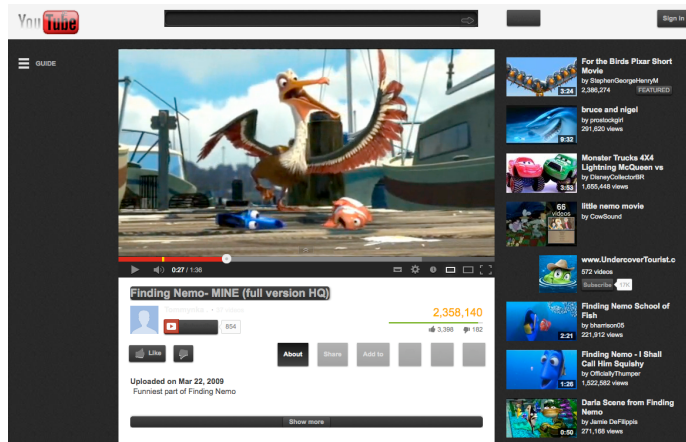 You Tube
Sign in
GUIDE
0:27 / 1:38
Finding Nemo- MINE (full version HQ)
854
2,358,140
3,398 182
Like
About
Share
Add to
Uploaded on Mar 22, 2009
Funniest part of Finding Nemo
Show more
3:24
For the Birds Pixar Short
Movie
by StephenGeorgeHenryM
2,386,274 FEATURED
9:32
bruce and nigel
by prostockgirl
291,620 views
3:53
Monster Trucks 4X4
Lightning McQueen vs
by DisneyCollectorBR
1,655,448 views
66
videos
little nemo movie
by CowSound
www.UndercoverTourist.c
572 videos
Subscribe 17K
2:21
Finding Nemo School of
Fish
by bharrison05
221,912 views
1:26
Finding Nemo - I Shall
Call Him Squishy
by OfficiallyThumper
1,522,582 views
0:50
Darla Scene from Finding
Nemo
by Jamie DeFilippis
271,168 views